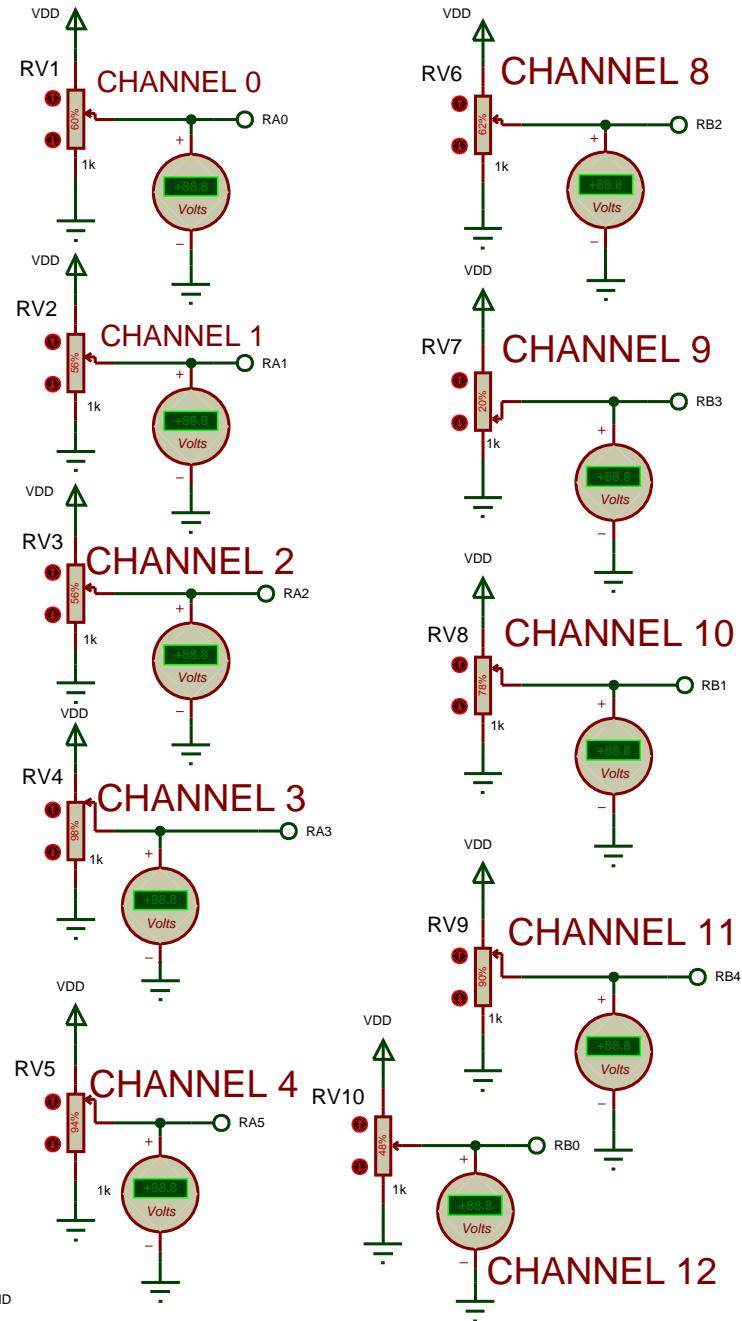 VDD
RV1
CHANNEL 0
60%
RA0
1k
+88.8
Volts
VDD
RV2
CHANNEL 1
56%
RA1
1k
+88.8
Volts
VDD
RV3
CHANNEL 2
56%
RA2
1k
+88.8
Volts
VDD
RV4
CHANNEL 3
98%
RA3
1k
+88.8
Volts
VDD
RV5
CHANNEL 4
94%
RA5
1k
+88.8
Volts
VDD
RV6
CHANNEL 8
62%
RB2
1k
+88.8
Volts
VDD
RV7
CHANNEL 9
20%
RB3
1k
+88.8
Volts
VDD
RV8
CHANNEL 10
78%
RB1
1k
+88.8
Volts
VDD
RV9
CHANNEL 11
90%
RB4
1k
+88.8
Volts
VDD
RV10
48%
RB0
1k
+88.8
Volts
CHANNEL 12